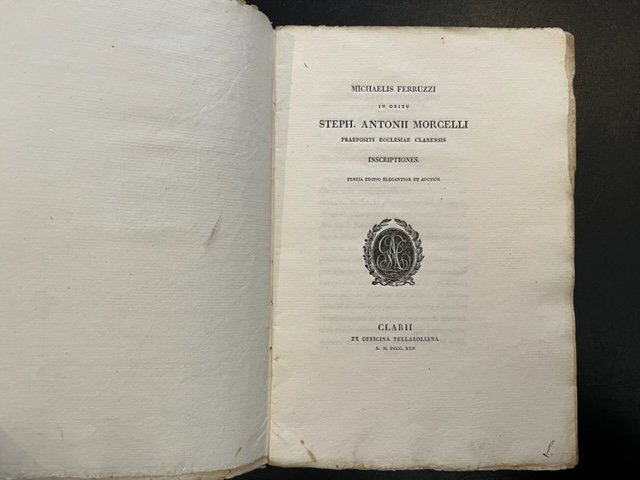 MICHAELIS FERRUZZI
IN OBITU
STEPH. ANTONII MORCELLI
PRAEPOSITI ECCLESIAE CLARENSIS
INSCRIPTIONES.
TERTIA EDITIO ELEGANTIOR ET AUCTIOR
CLARII
EX OFFICINA TELLAROLIANA
A. M. DCCC. XXII